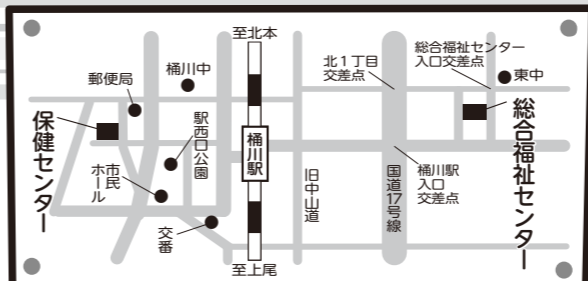 至北本
郵便局
桶川中
北1丁目
交差点
総合福祉センター
入口交差点
東中
保健センター
駅西口公園
桶川駅
総合福祉センター
市民
ホール
旧中山道
国道17号線
桶川駅
入口
交差点
交番
至上尾